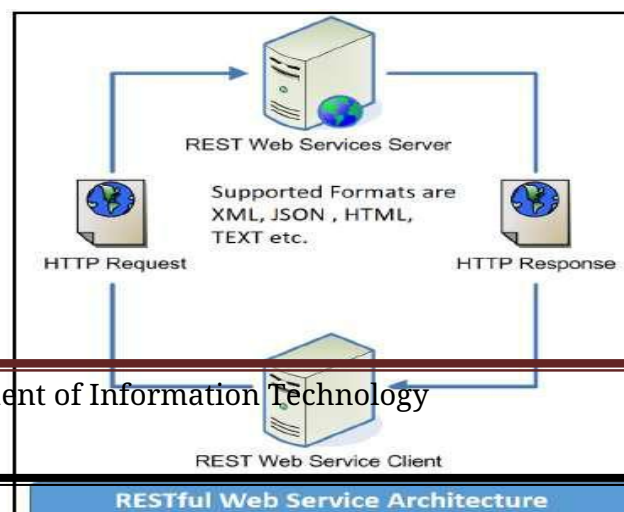 REST Web Services Server
Supported Formats are
XML, JSON , HTML,
TEXT etc.
HTTP Request
HTTP Response
ent of Information Technology
REST Web Service Client
RESTful Web Service Architecture